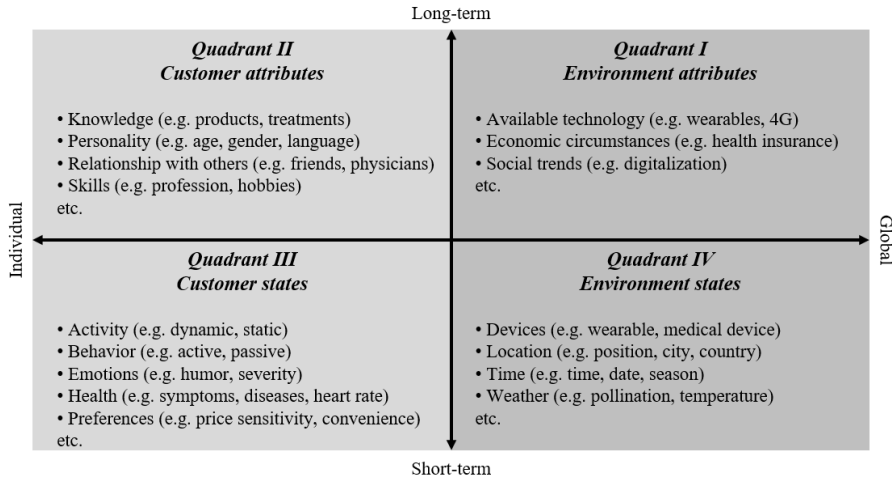 Long-term
Quadrant II
Customer attributes
• Knowledge (e.g. products, treatments)
• Personality (e.g. age, gender, language)
• Relationship with others (e.g. friends, physicians)
• Skills (e.g. profession, hobbies)
etc.
Quadrant I
Environment attributes
• Available technology (e.g. wearables, 4G)
• Economic circumstances (e.g. health insurance)
• Social trends (e.g. digitalization)
etc.
Individual
Global
Quadrant III
Customer states
• Activity (e.g. dynamic, static)
• Behavior (e.g. active, passive)
• Emotions (e.g. humor, severity)
• Health (e.g. symptoms, diseases, heart rate)
• Preferences (e.g. price sensitivity, convenience)
etc.
Quadrant IV
Environment states
• Devices (e.g. wearable, medical device)
• Location (e.g. position, city, country)
• Time (e.g. time, date, season)
• Weather (e.g. pollination, temperature)
etc.
Short-term